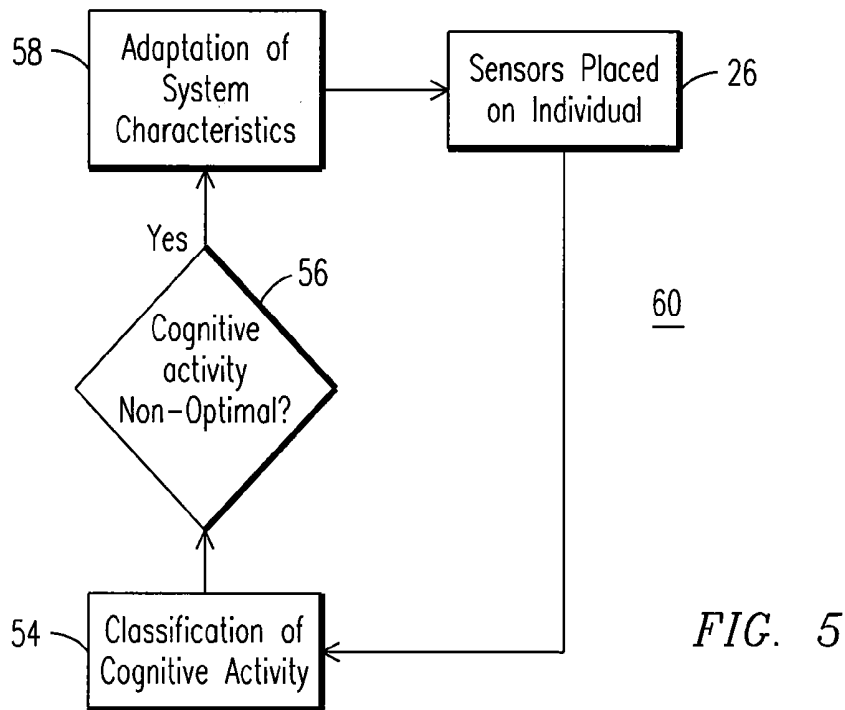 58
Adaptation of
System
Characteristics
Sensors Placed
on Individual
26
Yes
56
Cognitive
activity
Non-Optimal?
60
54
Classification of
Cognitive Activity
FIG. 5